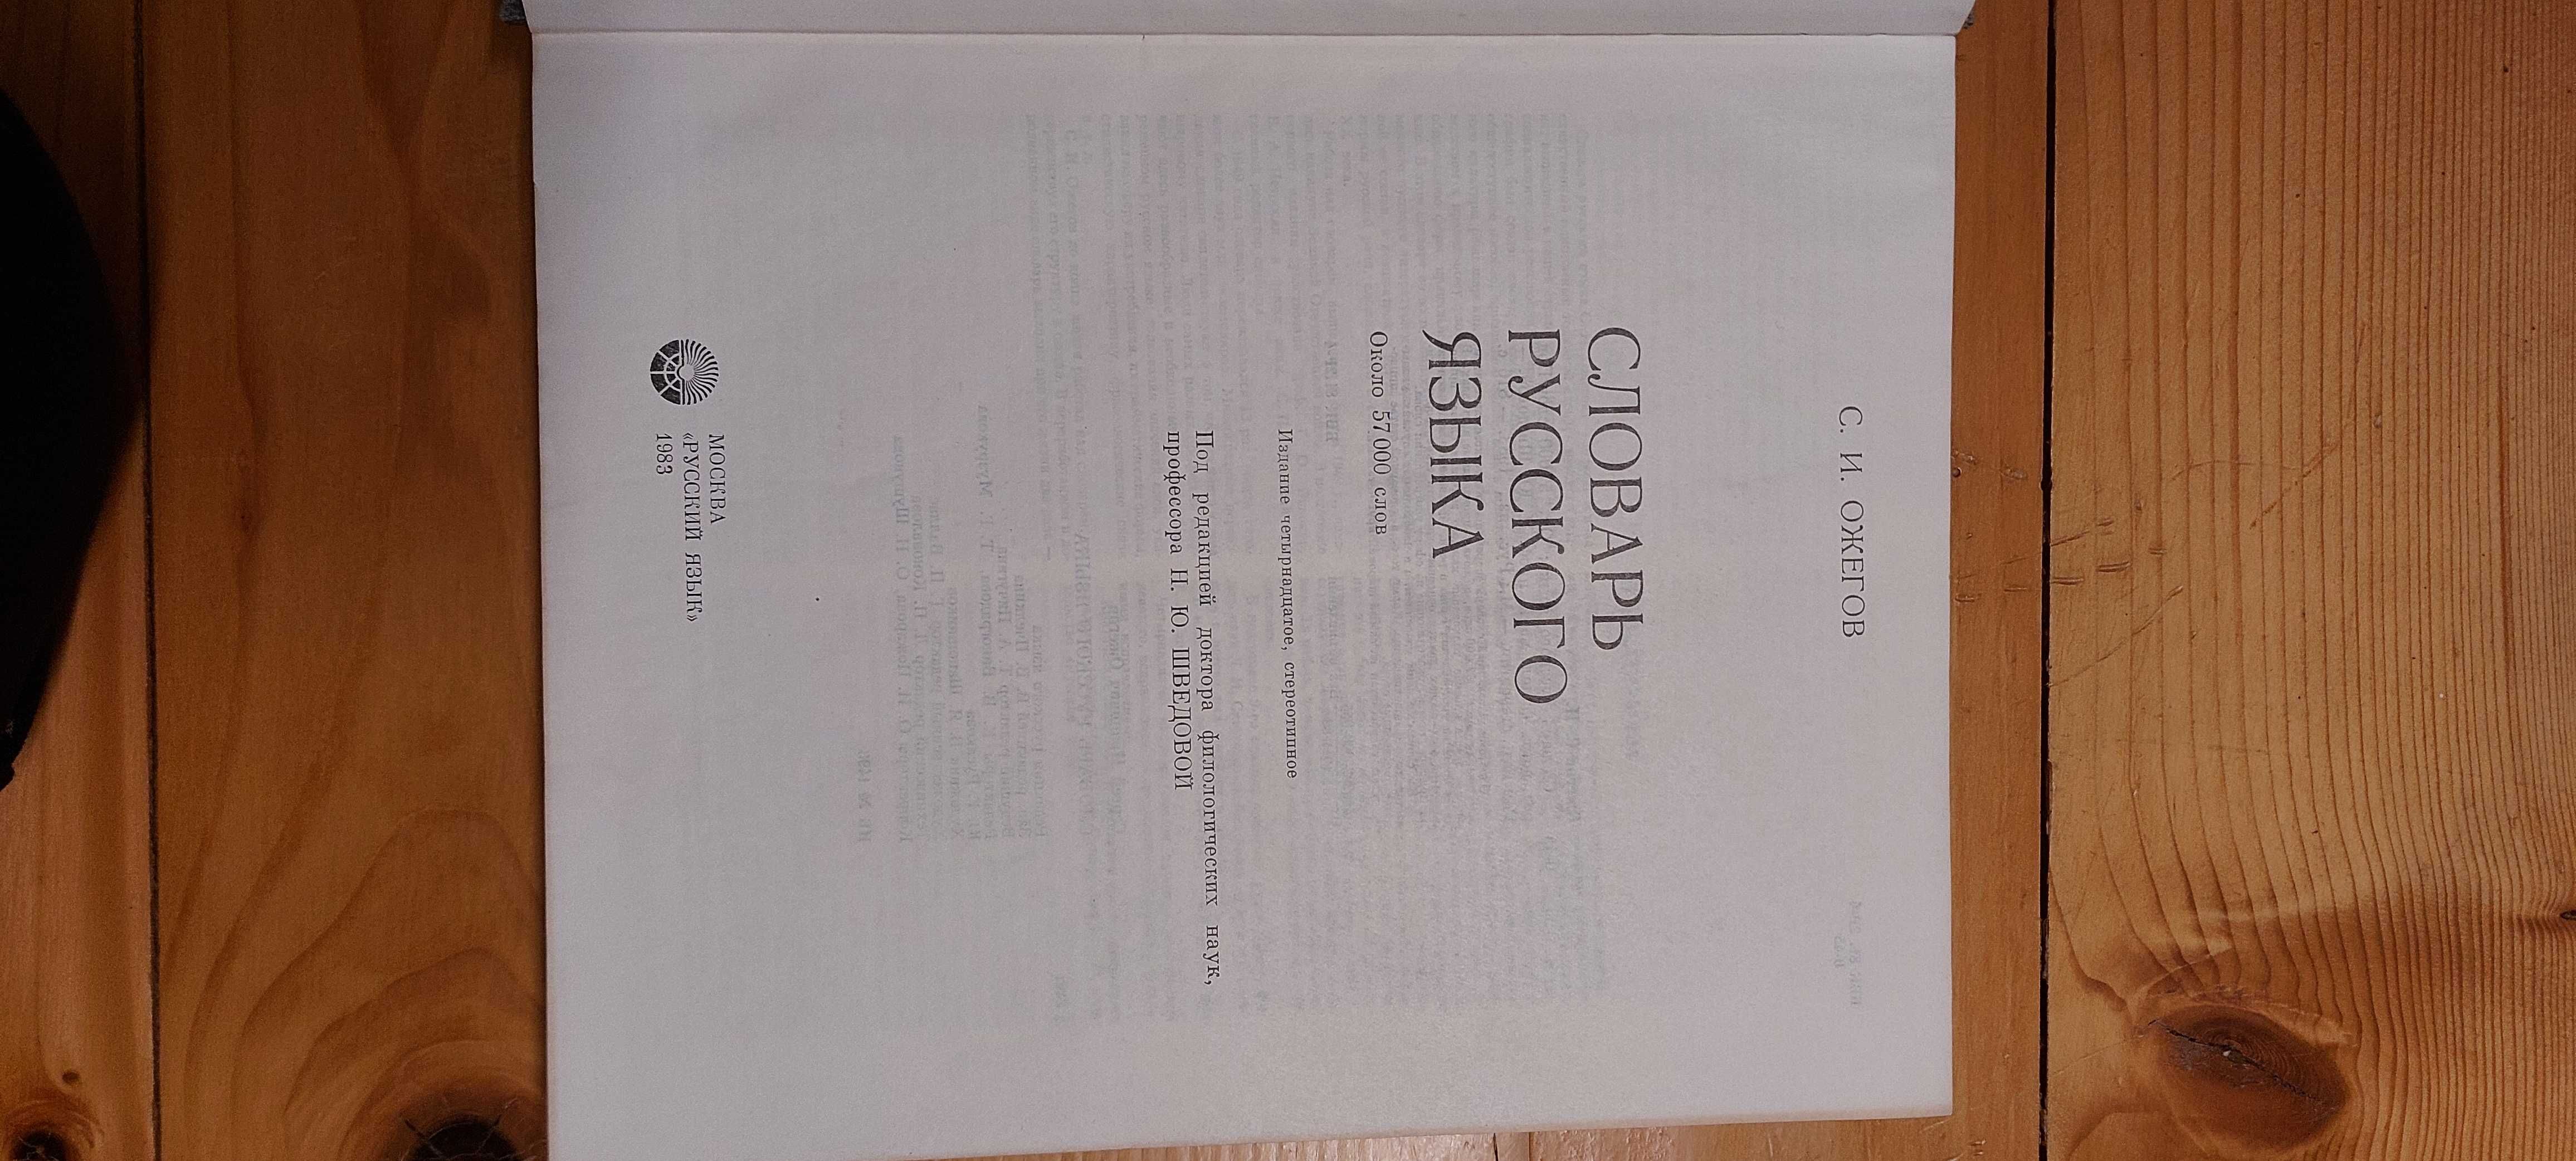 С. И. ОЖЕГОВ
СЛОВАРЬ
РУССКОГО
ЯЗЫКА
Около 57 000 слов
Издание четырнадцатое, стереотипное
Под редакцией доктора филологических наук,
профессора Н. Ю. ШВЕДОВОЙ
МОСКВА
«РУССКИЙ ЯЗЫК»
1983